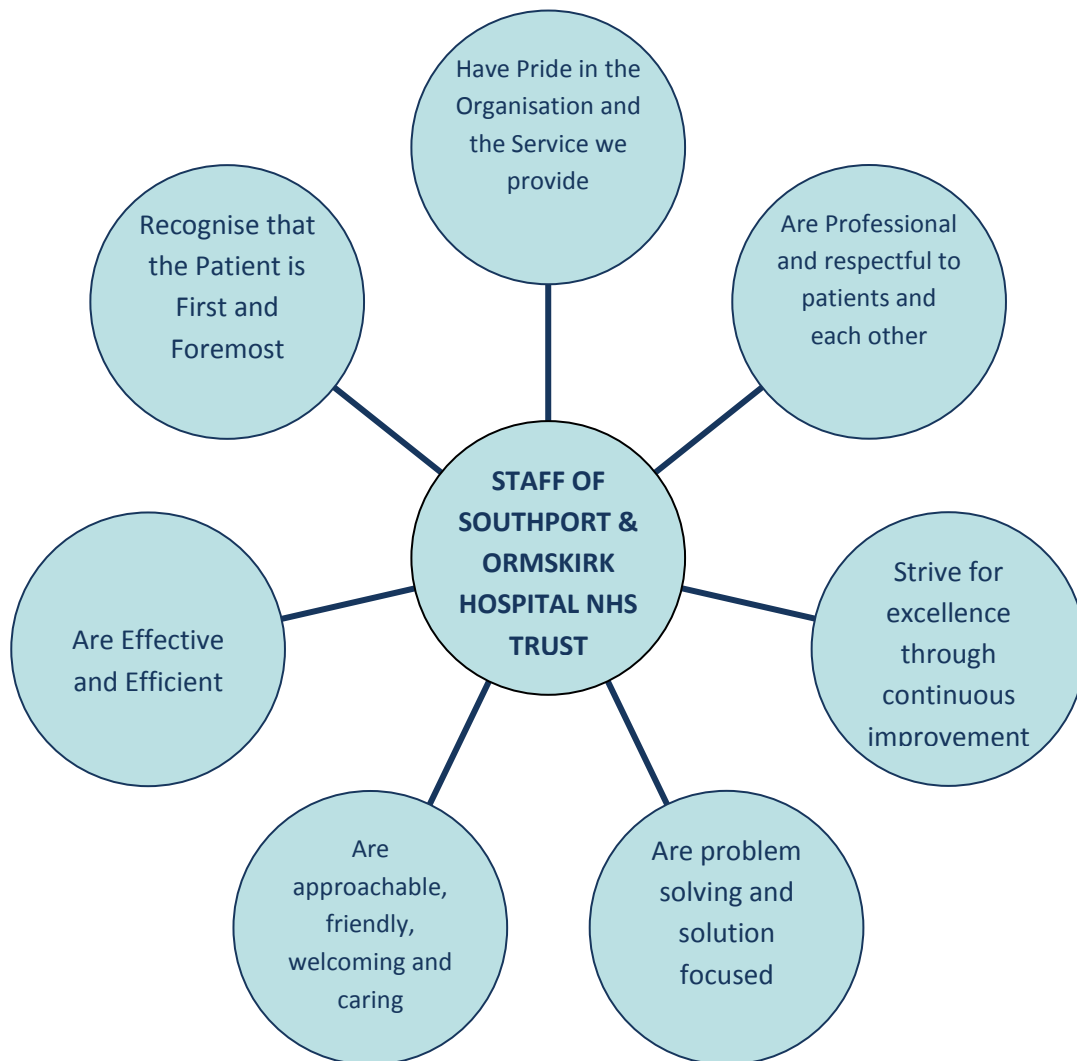 Have Pride in the
Organisation and
the Service we
provide
Are Professional
and respectful to
patients and
each other
Strive for
excellence
through
continuous
improvement
Are problem
solving and
solution
focused
Are
approachable,
friendly,
welcoming and
caring
Are Effective
and Efficient
Recognise that
the Patient is
First and
Foremost
STAFF OF
SOUTHPORT &
ORMSKIRK
HOSPITAL NHS
TRUST